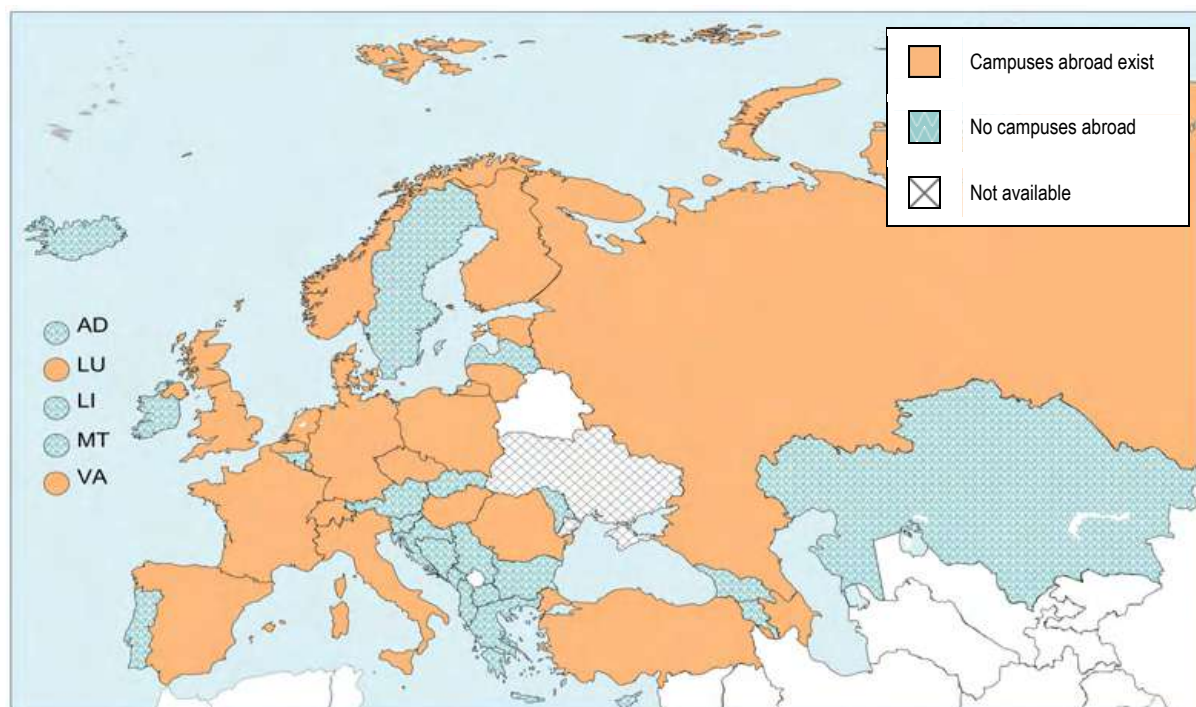 Campuses abroad exist
No campuses abroad
Not available
AD
LU
LI
MT
VA